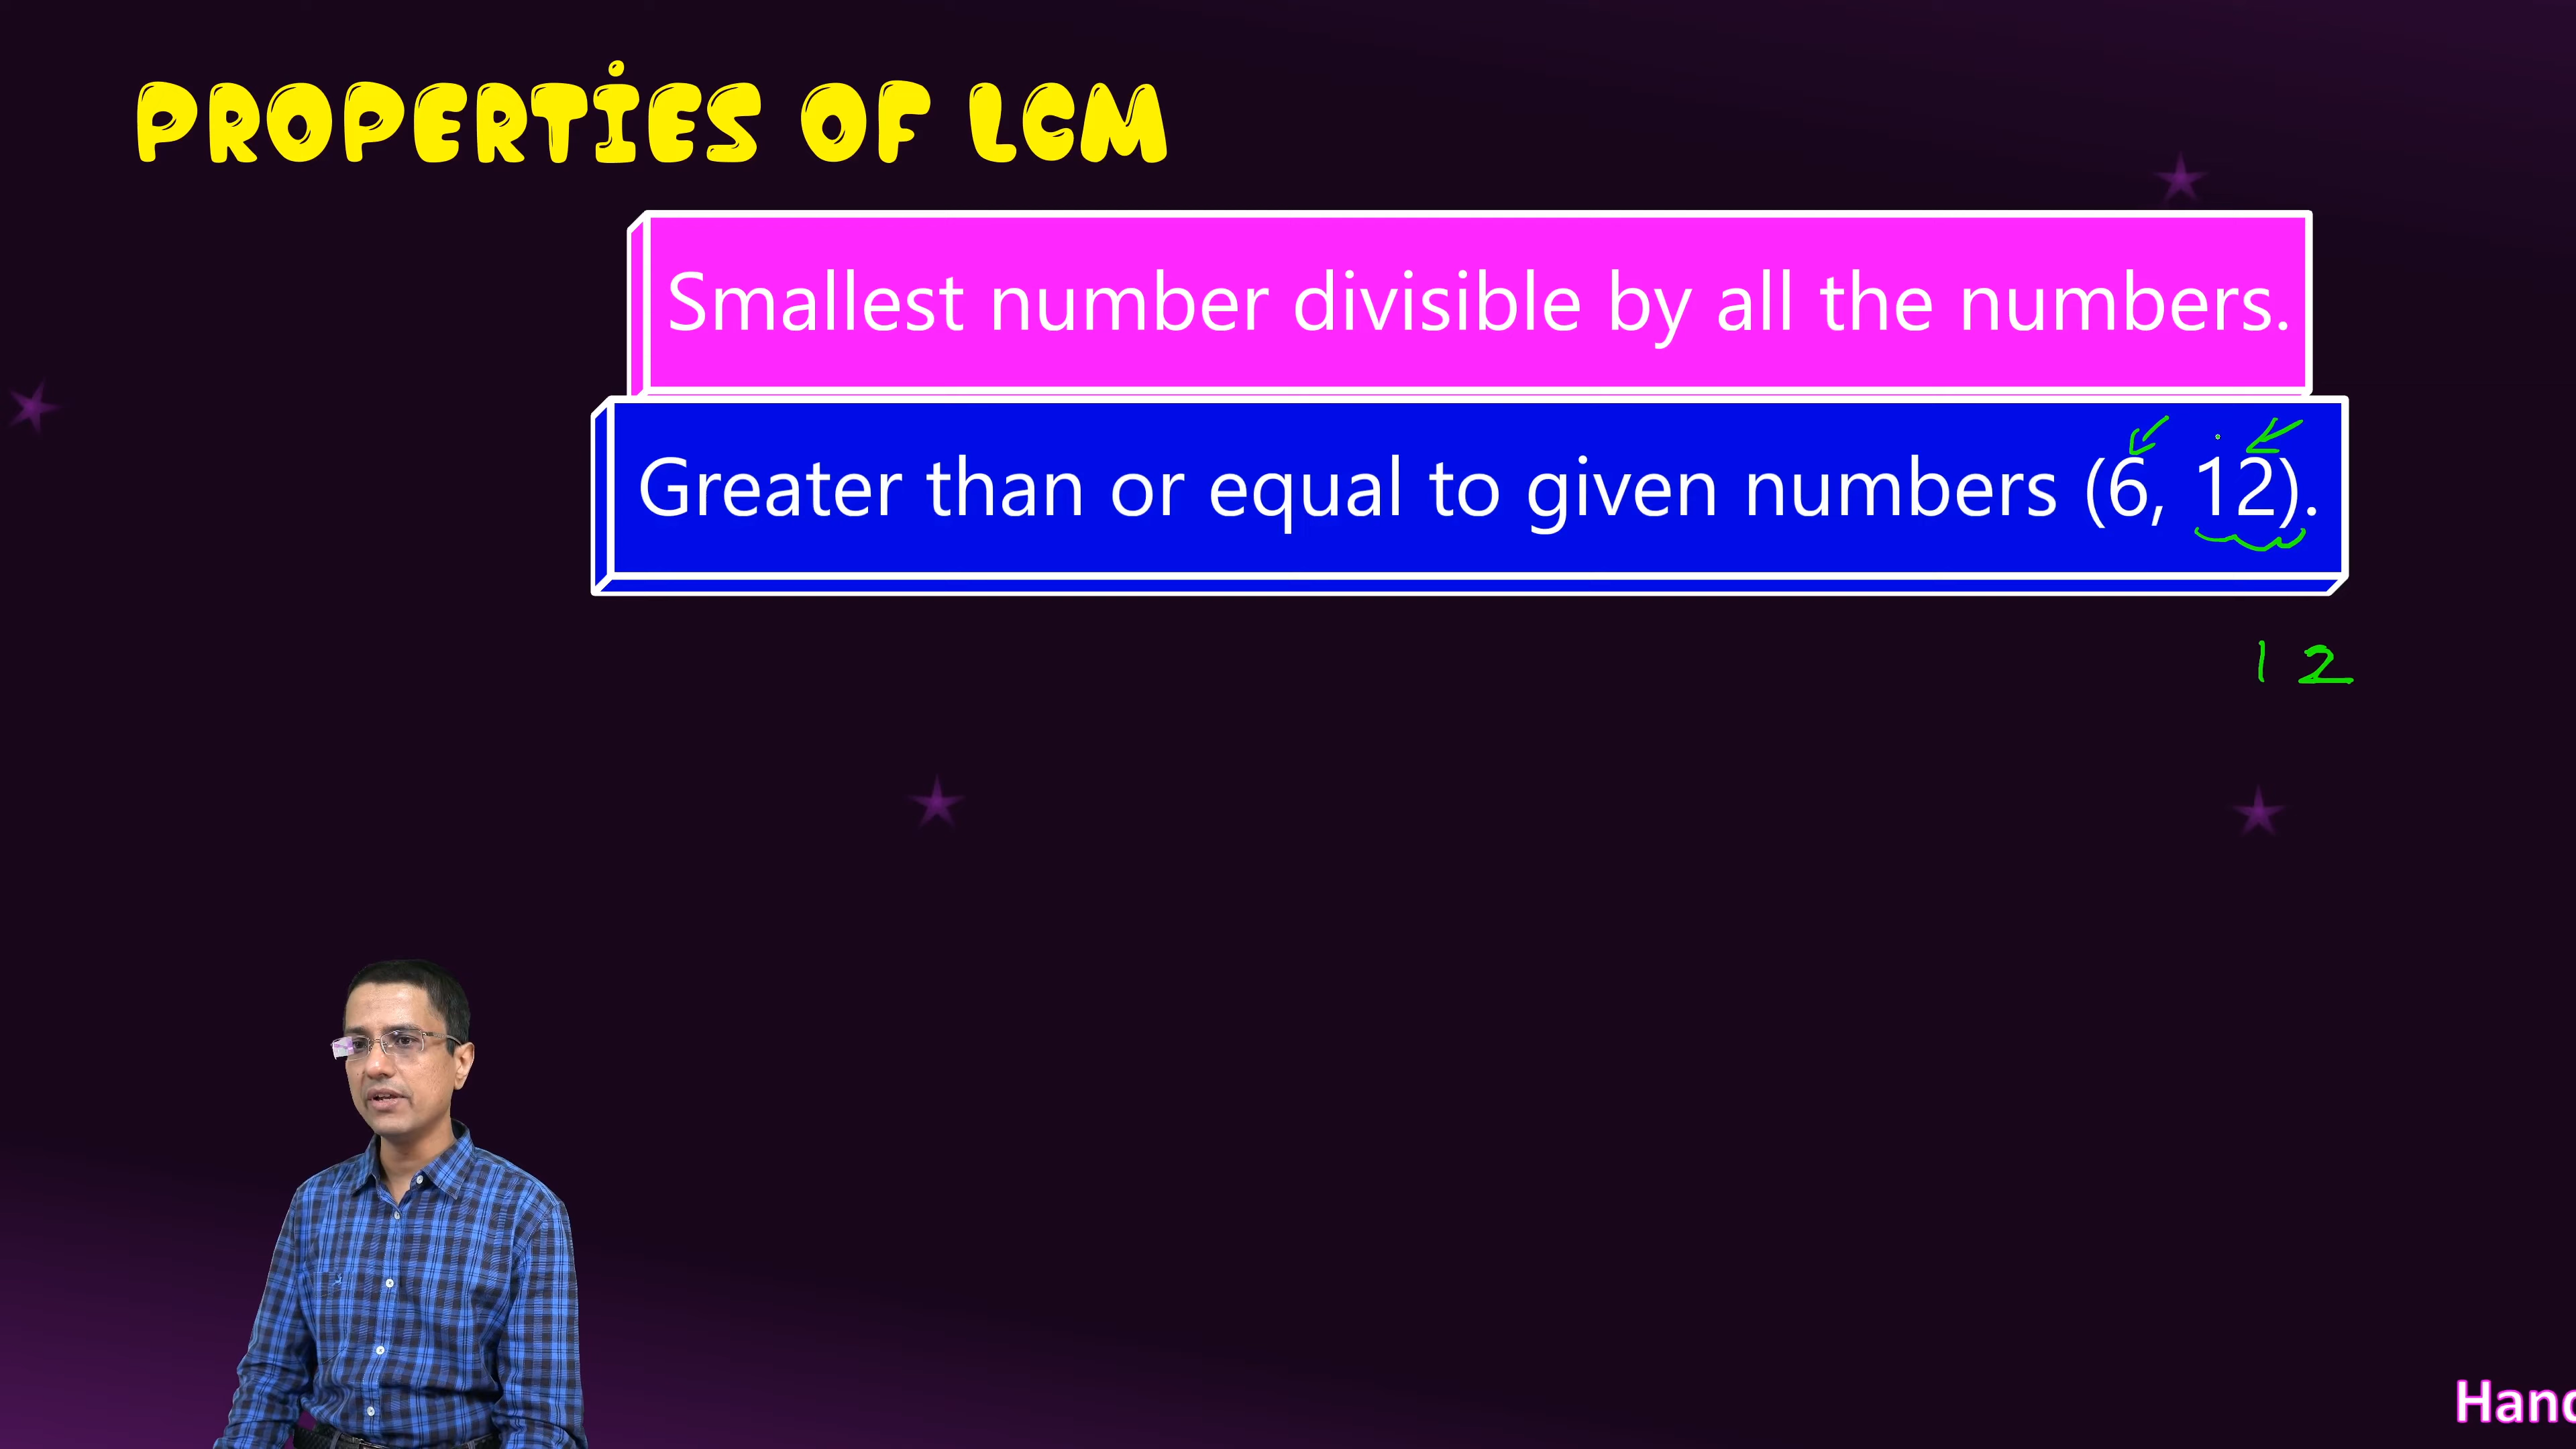 PROPERTIES OF LCM
Smallest number divisible by all the numbers.
Greater than or equal to given numbers (6, 12).
12